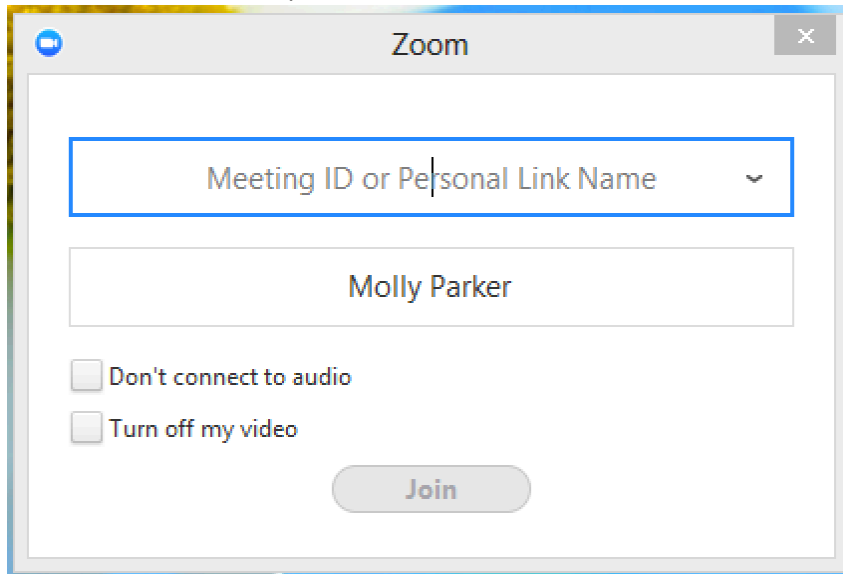 Zoom
Meeting ID or Personal Link Name
Molly Parker
Don't connect to audio
Turn off my video
Join